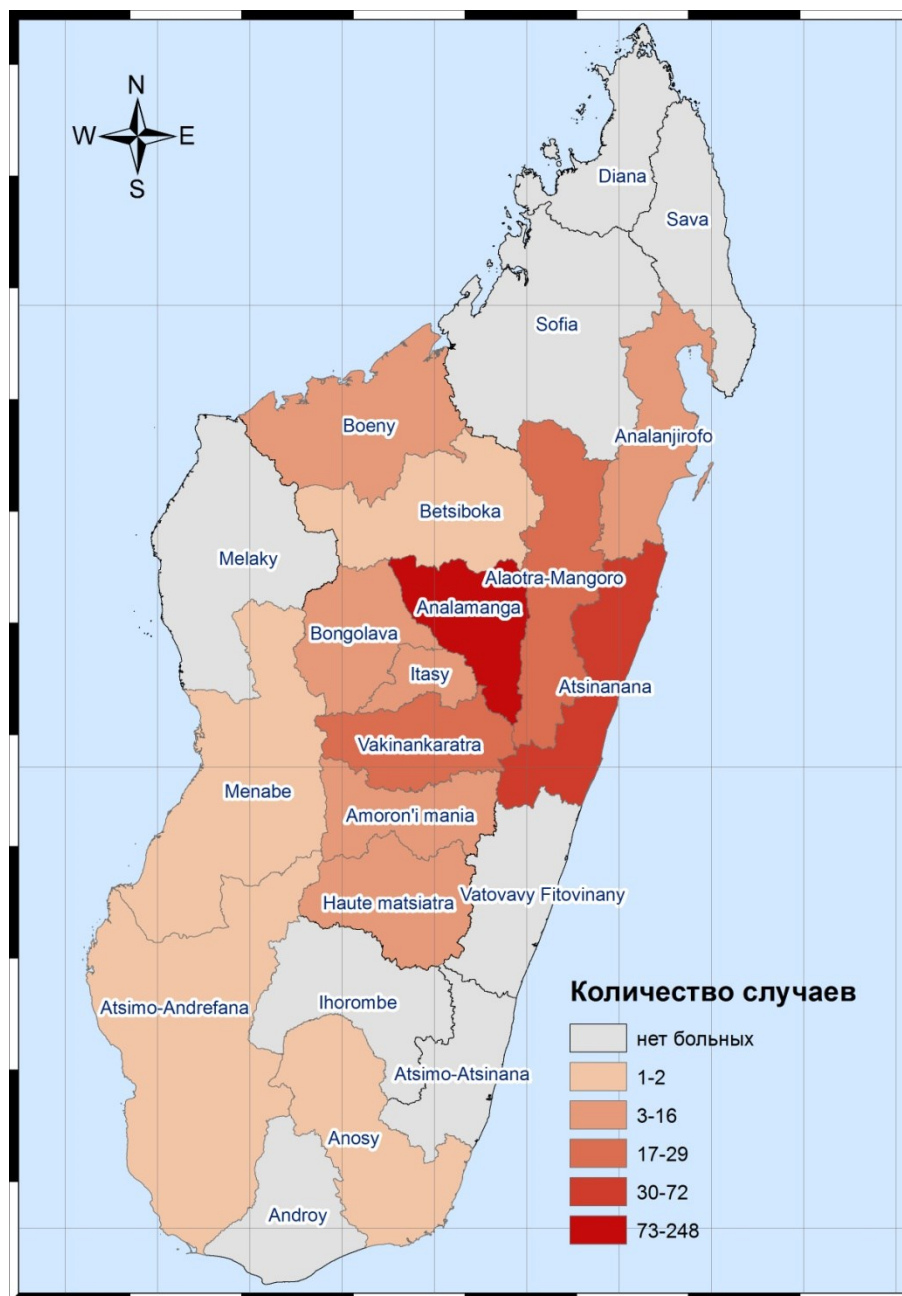 N
W E
S
Diana
Sava
Sofia
Analanjirofo
Boeny
Betsiboka
Melaky
Alaotra-Mangoro
Analamanga
Bongolava
Itasy
Atsinanana
Vakinankaratra
Menabe
Amoron'i mania
Haute matsiatra
Vatovavy Fitovinany
Atsimo-Andrefana
Ihorombe
Atsimo-Atsinana
Anosy
Androy
Количество случаев
нет больных
1-2
3-16
17-29
30-72
73-248